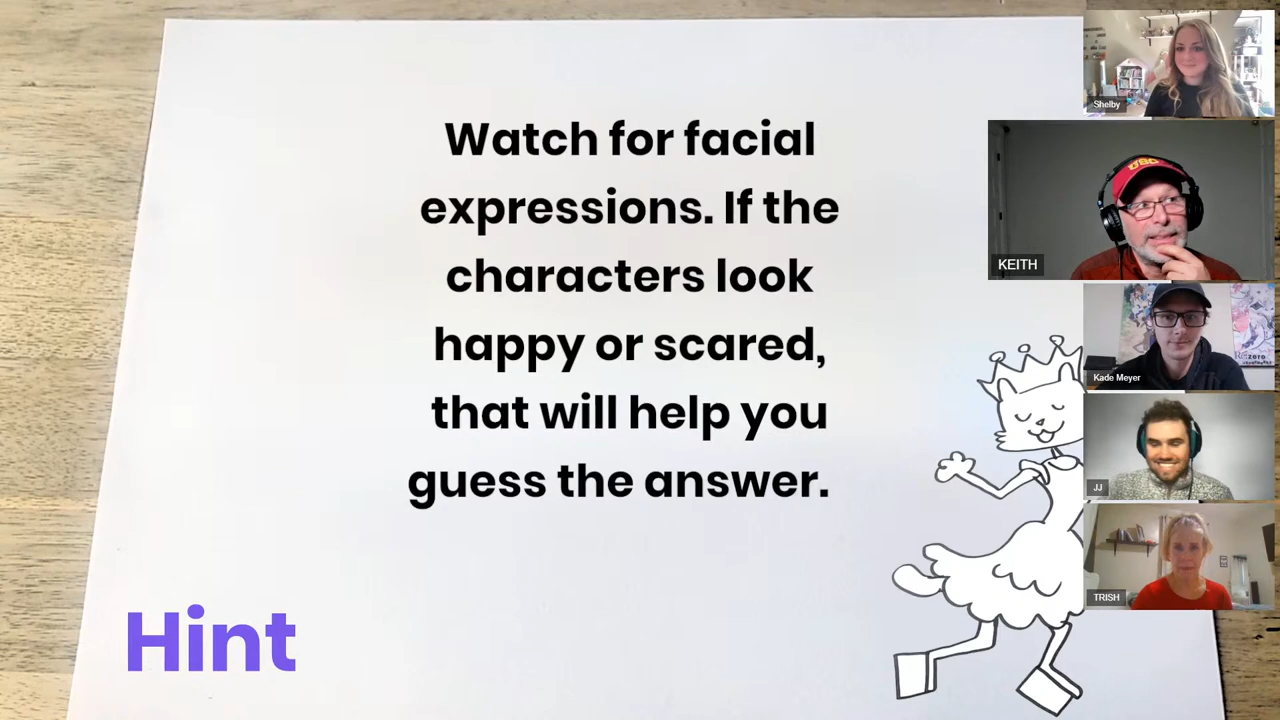 Watch for facial
expressions. If the
characters look
happy or scared,
that will help you
guess the answer.
Hint
Shelby
KEITH
Kade Meyer
JJ
TRISH